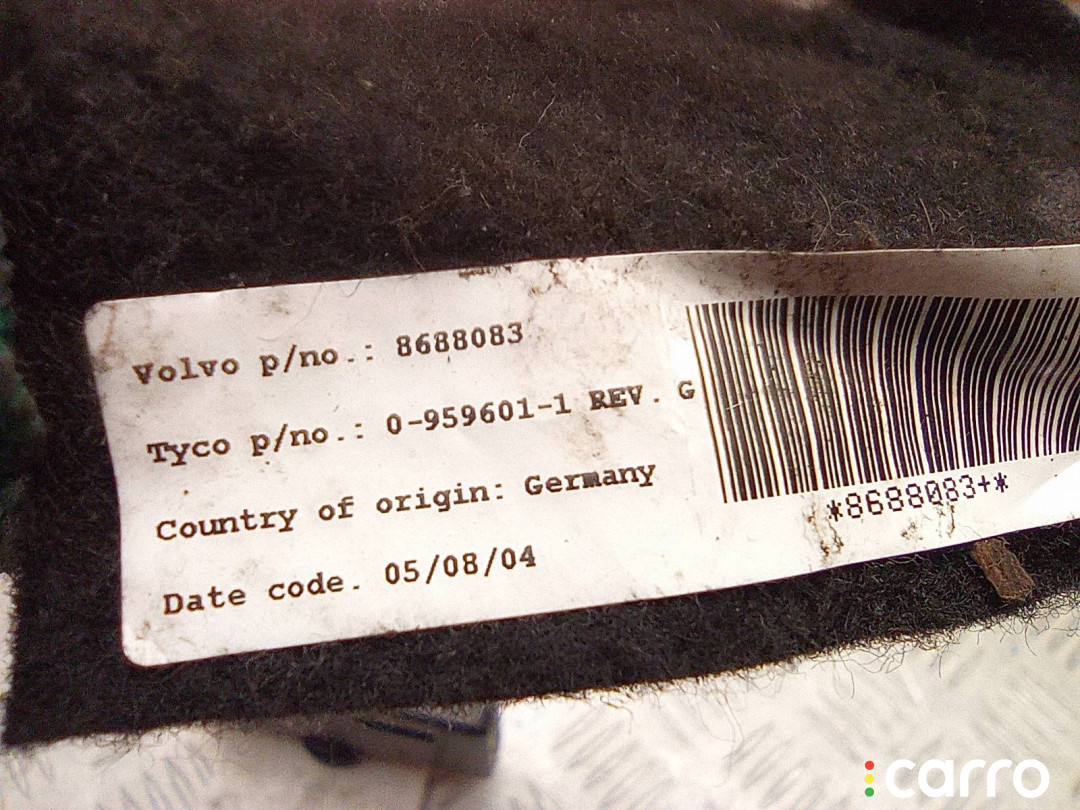 Volvo p/no.: 8688083
Tyco p/no.: 0-959601-1 REV. G
Country of origin: Germany
Date code. 05/08/04
*8688083+*
carro